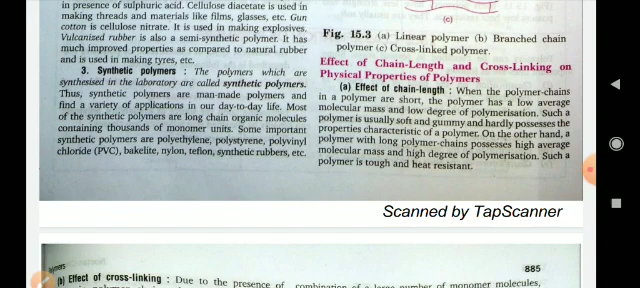 in presence of sulphuric acid. Cellulose diacetate is used in
making threads and materials like films, glasses, etc. Gun
cotton is cellulose nitrate. It is used in making explosives.
Vulcanised rubber is also a semi-synthetic polymer. It has
much improved properties as compared to natural rubber
and is used in making tyres, etc.
3. Synthetic polymers : The polymers which are
synthesised in the laboratory are called synthetic polymers.
Thus, synthetic polymers are man-made polymers and
find a variety of applications in our day-to-day life. Most
of the synthetic polymers are long chain organic molecules
containing thousands of monomer units. Some important
synthetic polymers are polyethylene, polystyrene, polyvinyl
chloride (PVC), bakelite, nylon, teflon, synthetic rubbers, etc.
(c)
Fig. 15.3 (a) Linear polymer (b) Branched chain
polymer (c) Cross-linked polymer.
Effect of Chain-Length and Cross-Linking on
Physical Properties of Polymers
(a) Effect of chain-length : When the polymer-chains
in a polymer are short, the polymer has a low average
molecular mass and low degree of polymerisation. Such a
polymer is usually soft and gummy and hardly possesses the
properties characteristic of a polymer. On the other hand, a
polymer with long polymer-chains possesses high average
molecular mass and high degree of polymerisation. Such a
polymer is tough and heat resistant.
Scanned by TapScanner
885
(b) Effect of cross-linking : Due to the presence of
combination of a large number of monomer molecules,